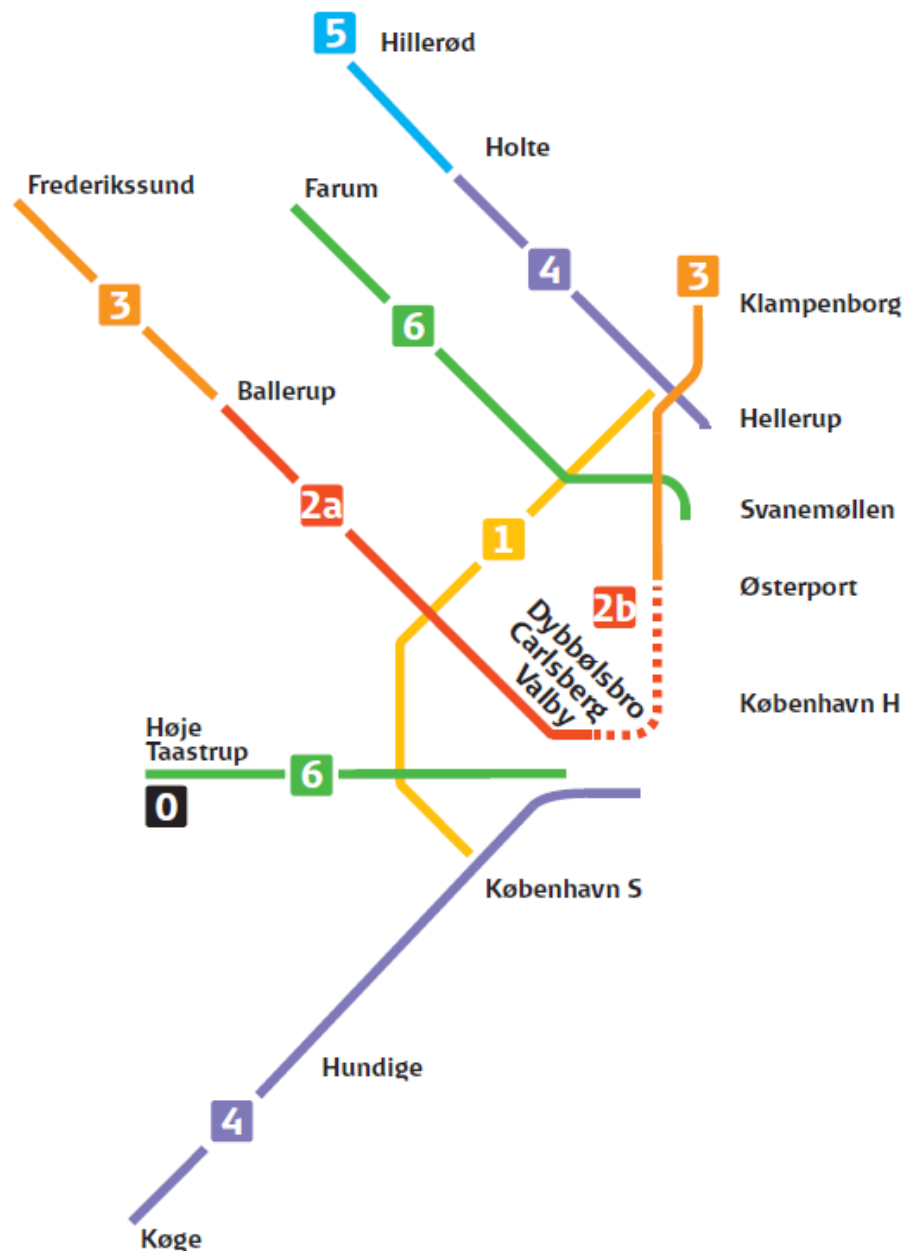 5
Hillerød
Holte
Frederikssund
Farum
4
3
3
Klampenborg
6
Ballerup
Hellerup
2a
Svanemøllen
1
Østerport
2b
Dybbølsbro
Carlsberg
Valby
København H
Høje
Taastrup
6
0
København S
Hundige
4
Køge